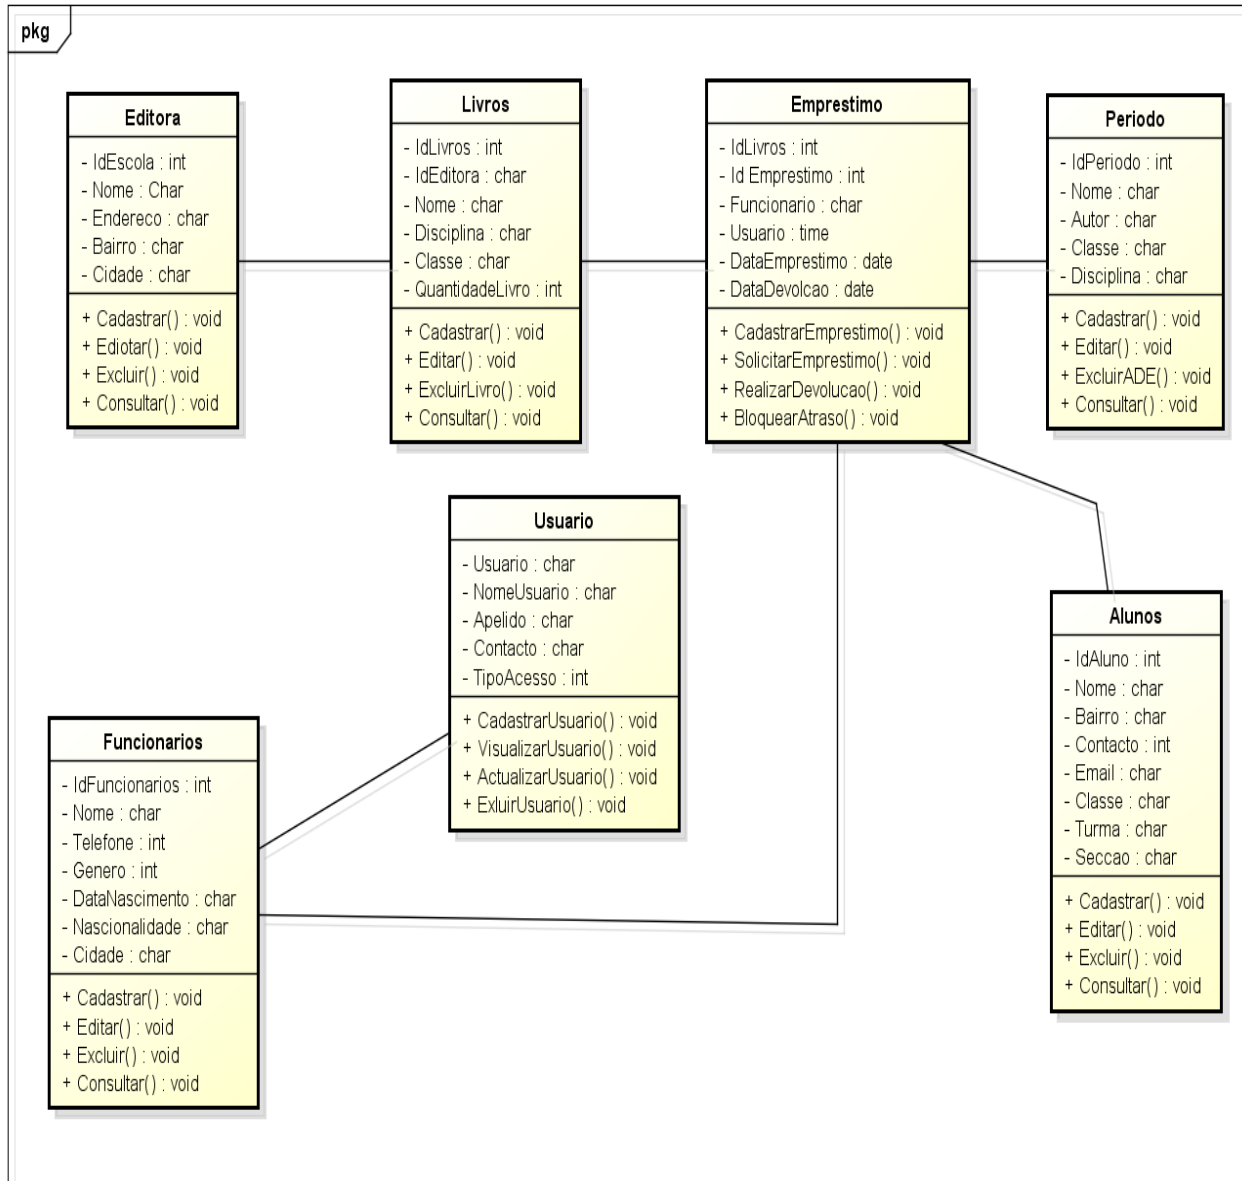 pkg
Editora
- IdEscola : int
- Nome : Char
- Endereco : char
- Bairro : char
- Cidade : char
+ Cadastrar() : void
+ Ediotar() : void
+ Excluir() : void
+ Consultar() : void
Livros
- IdLivros : int
- IdEditora : char
- Nome : char
- Disciplina : char
- Classe : char
- QuantidadeLivro : int
+ Cadastrar() : void
+ Editar() : void
+ ExcluirLivro() : void
+ Consultar() : void
Emprestimo
- IdLivros : int
- Id Emprestimo : int
- Funcionario : char
- Usuario : time
- DataEmprestimo : date
- DataDevolcao : date
+ CadastrarEmprestimo() : void
+ SolicitarEmprestimo() : void
+ RealizarDevolucao() : void
+ BloquearAtraso() : void
Periodo
- IdPeriodo : int
- Nome : char
- Autor : char
- Classe : char
- Disciplina : char
+ Cadastrar() : void
+ Editar() : void
+ ExcluirADE() : void
+ Consultar() : void
Usuario
- Usuario : char
- NomeUsuario : char
- Apelido : char
- Contacto : char
- TipoAcesso : int
+ CadastrarUsuario() : void
+ VisualizarUsuario() : void
+ ActualizarUsuario() : void
+ ExluirUsuario() : void
Alunos
- IdAluno : int
- Nome : char
- Bairro : char
- Contacto : int
- Email : char
- Classe : char
- Turma : char
- Seccao : char
+ Cadastrar() : void
+ Editar() : void
+ Excluir() : void
+ Consultar() : void
Funcionarios
- IdFuncionarios : int
- Nome : char
- Telefone : int
- Genero : int
- DataNascimento : char
- Nascionalidade : char
- Cidade : char
+ Cadastrar() : void
+ Editar() : void
+ Excluir() : void
+ Consultar() : void